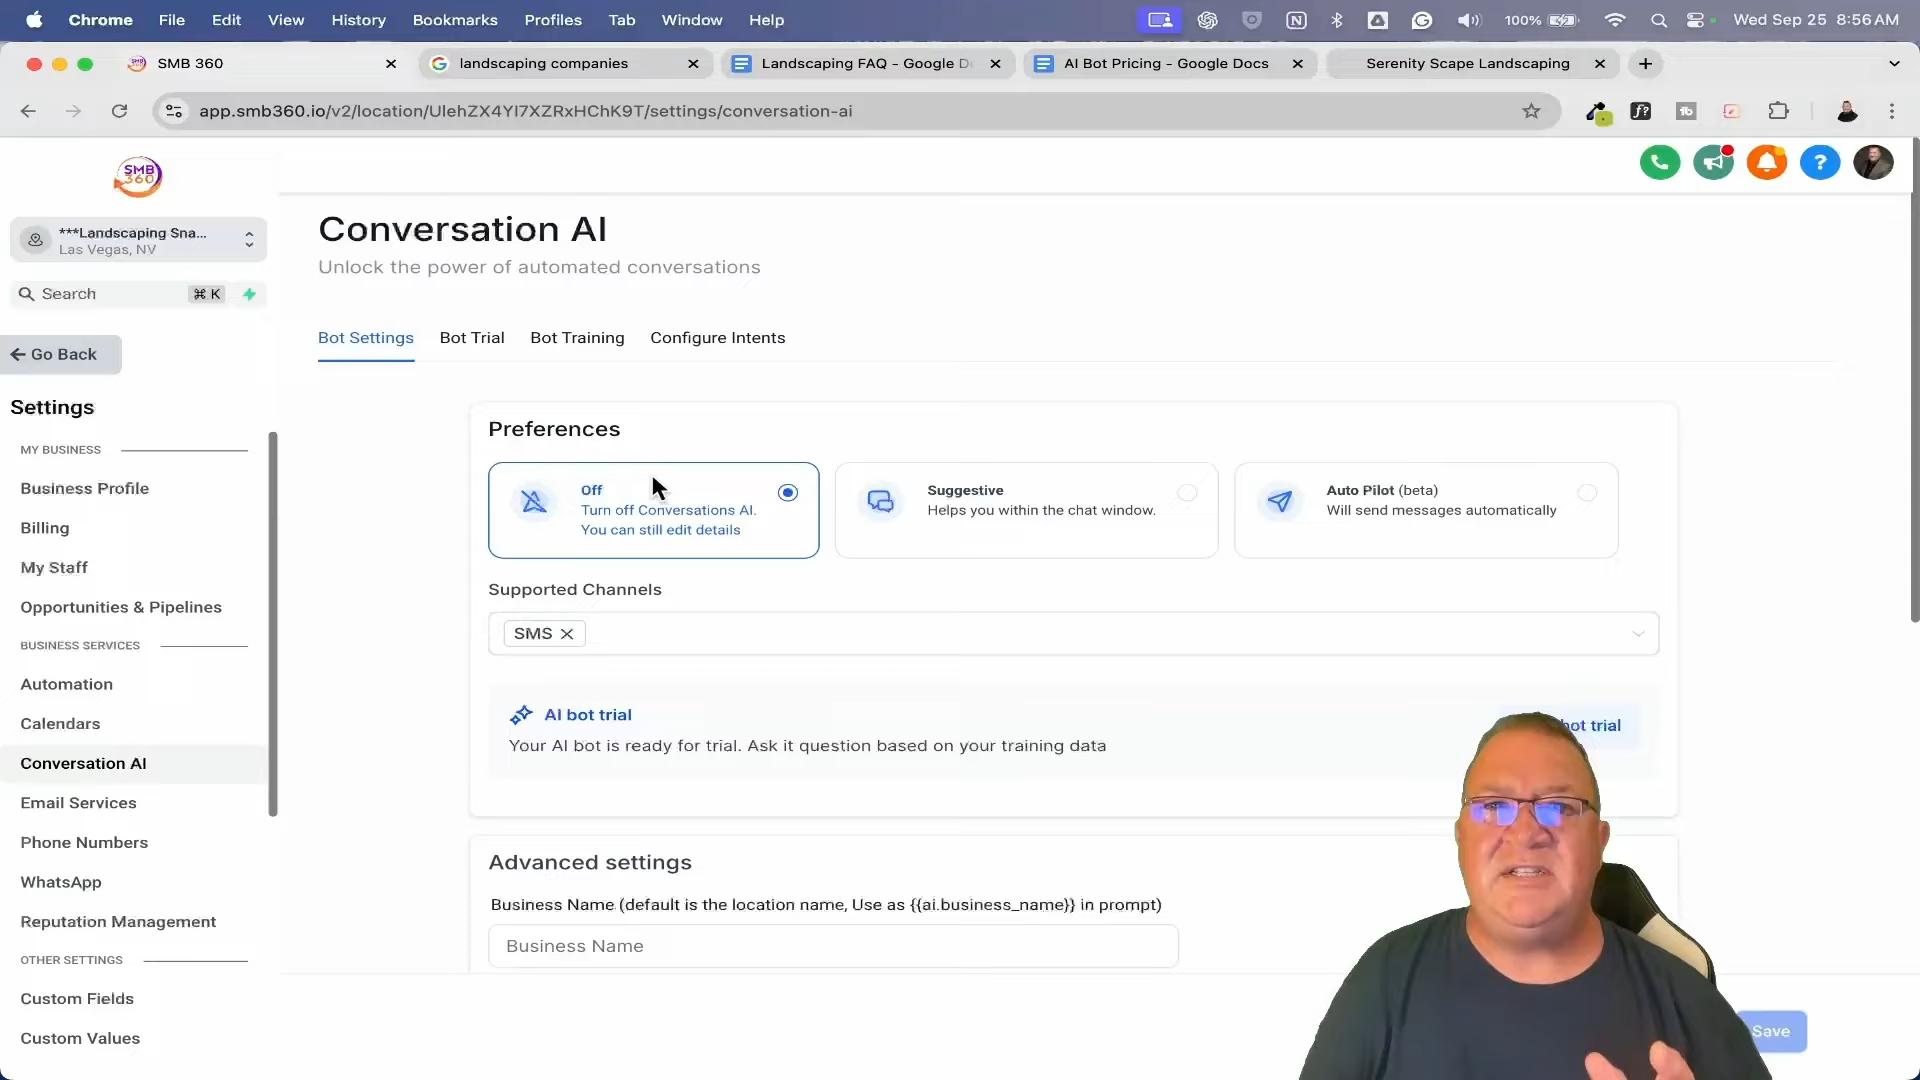 Chrome File Edit View History Bookmarks Profiles Tab Window Help 100% Wed Sep 25 8:56 AM
SMB 360 landscaping companies Landscaping FAQ - Google D AI Bot Pricing - Google Docs Serenity Scape Landscaping
app.smb360.io/v2/location/UlehZX4YI7XZRxHChK9T/settings/conversation-ai
SMB
360
***Landscaping Sna...
Las Vegas, NV
Search ⌘ K
Go Back
Settings
MY BUSINESS
Business Profile
Billing
My Staff
Opportunities & Pipelines
BUSINESS SERVICES
Automation
Calendars
Conversation AI
Email Services
Phone Numbers
WhatsApp
Reputation Management
OTHER SETTINGS
Custom Fields
Custom Values
Conversation AI
Unlock the power of automated conversations
Bot Settings Bot Trial Bot Training Configure Intents
Preferences
Off
Turn off Conversations AI.
You can still edit details
Suggestive
Helps you within the chat window.
Auto Pilot (beta)
Will send messages automatically
Supported Channels
SMS
AI bot trial
Your AI bot is ready for trial. Ask it question based on your training data
bot trial
Advanced settings
Business Name (default is the location name, Use as {{ai.business_name}} in prompt)
Business Name
Save